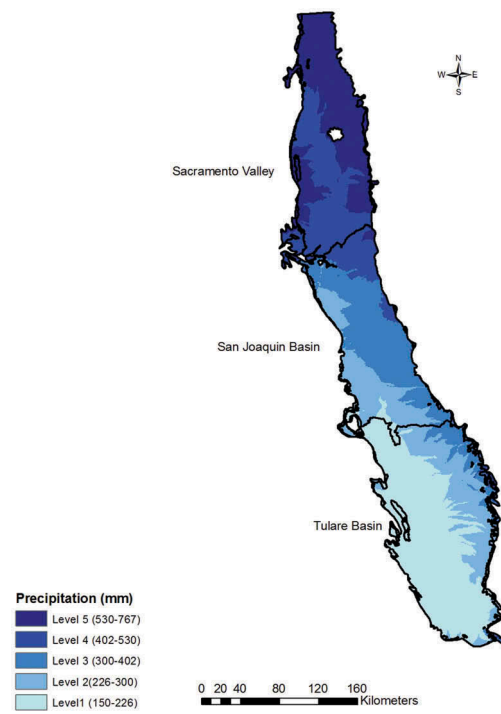 N
W E
S
Sacramento Valley
San Joaquin Basin
Tulare Basin
Precipitation (mm)
Level 5 (530-767)
Level 4 (402-530)
Level 3 (300-402)
Level 2(226-300)
Level1 (150-226)
0 20 40 80 120 160
Kilometers